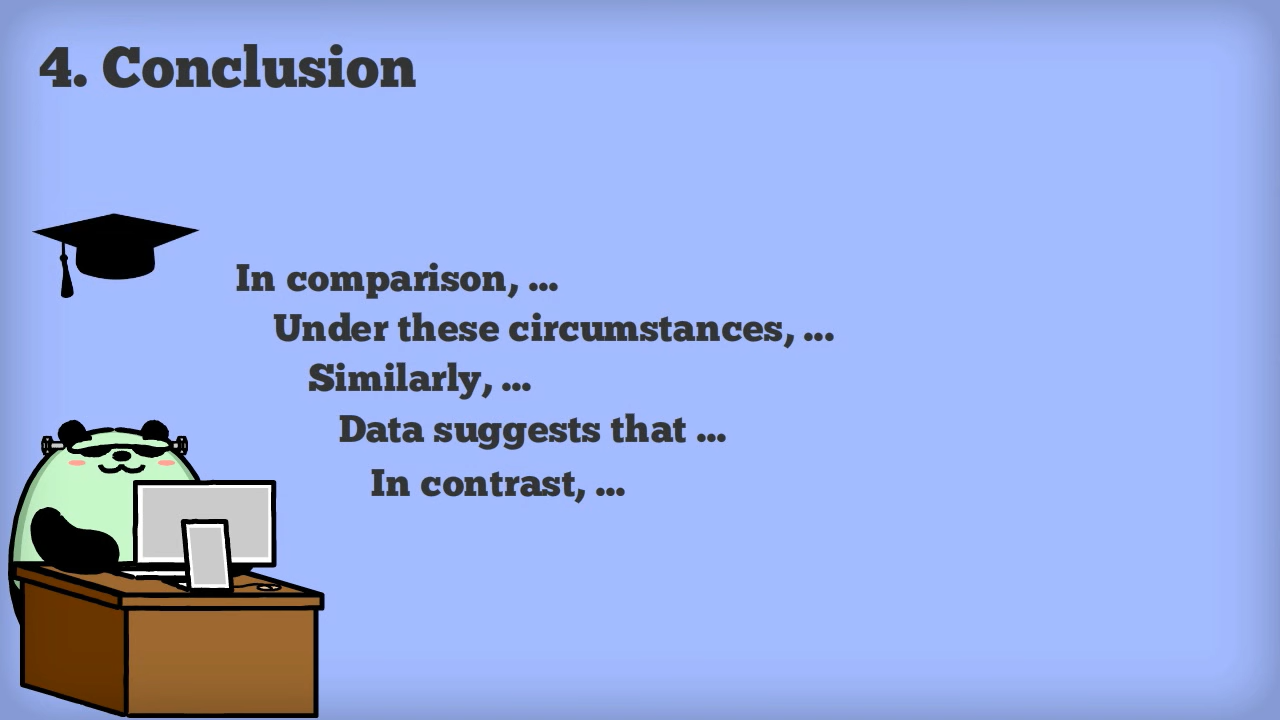 4. Conclusion
In comparison, ...
Under these circumstances, ...
Similarly, ...
Data suggests that ...
In contrast, ...